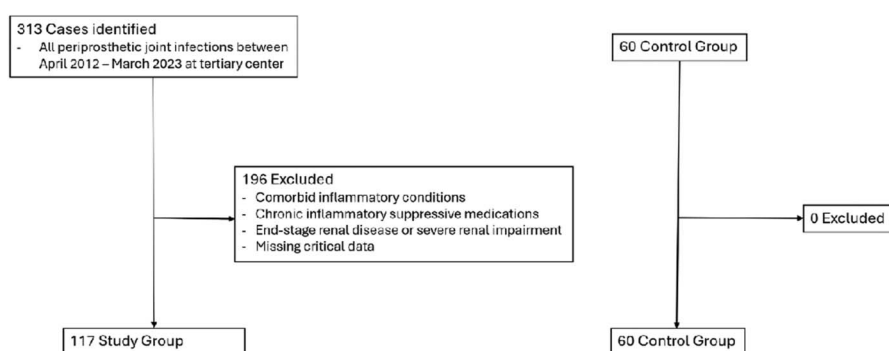 313 Cases identified
- All periprosthetic joint infections between
April 2012 – March 2023 at tertiary center
60 Control Group
196 Excluded
- Comorbid inflammatory conditions
- Chronic inflammatory suppressive medications
- End-stage renal disease or severe renal impairment
- Missing critical data
0 Excluded
117 Study Group
60 Control Group